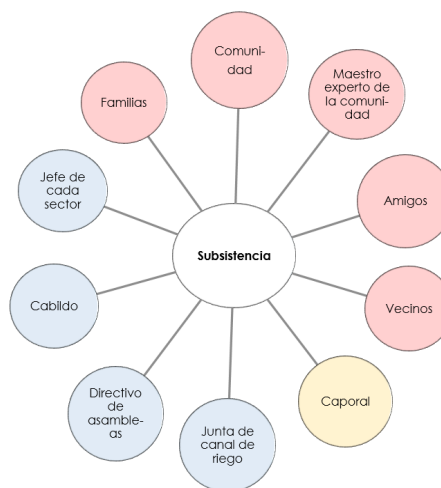 Comuni-
dad
Maestro
experto de
la comuni-
dad
Familias
Amigos
Jefe de
cada
sector
Subsistencia
Vecinos
Cabildo
Caporal
Directivo
de
asamble-
as
Junta de
canal de
riego